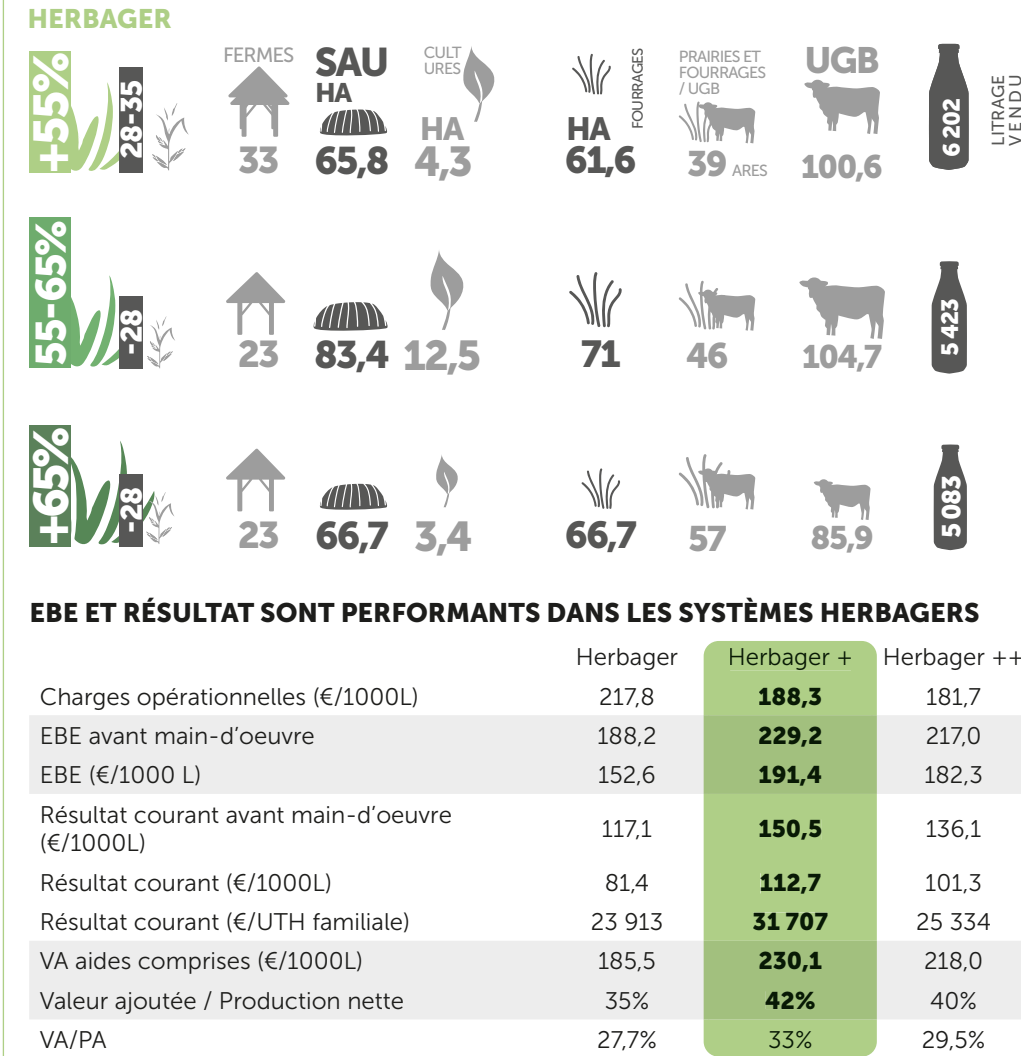 HERBAGER
+55%
28-35
FERMES
33
SAU
HA
65,8
CULT
URES
HA
4,3
FOURRAGES
HA
61,6
PRAIRIES ET
FOURRAGES
/ UGB
39 ARES
UGB
100,6
6 202
LITRAGE
VENDU
55-65%
-28
23
83,4
12,5
71
46
104,7
5 423
+65%
-28
23
66,7
3,4
66,7
57
85,9
5 083
EBE ET RÉSULTAT SONT PERFORMANTS DANS LES SYSTÈMES HERBAGERS
Herbager Herbager + Herbager ++
Charges opérationnelles (€/1000L) 217,8 188,3 181,7
EBE avant main-d'oeuvre 188,2 229,2 217,0
EBE (€/1000 L) 152,6 191,4 182,3
Résultat courant avant main-d'oeuvre
(€/1000L) 117,1 150,5 136,1
Résultat courant (€/1000L) 81,4 112,7 101,3
Résultat courant (€/UTH familiale) 23 913 31 707 25 334
VA aides comprises (€/1000L) 185,5 230,1 218,0
Valeur ajoutée / Production nette 35% 42% 40%
VA/PA 27,7% 33% 29,5%